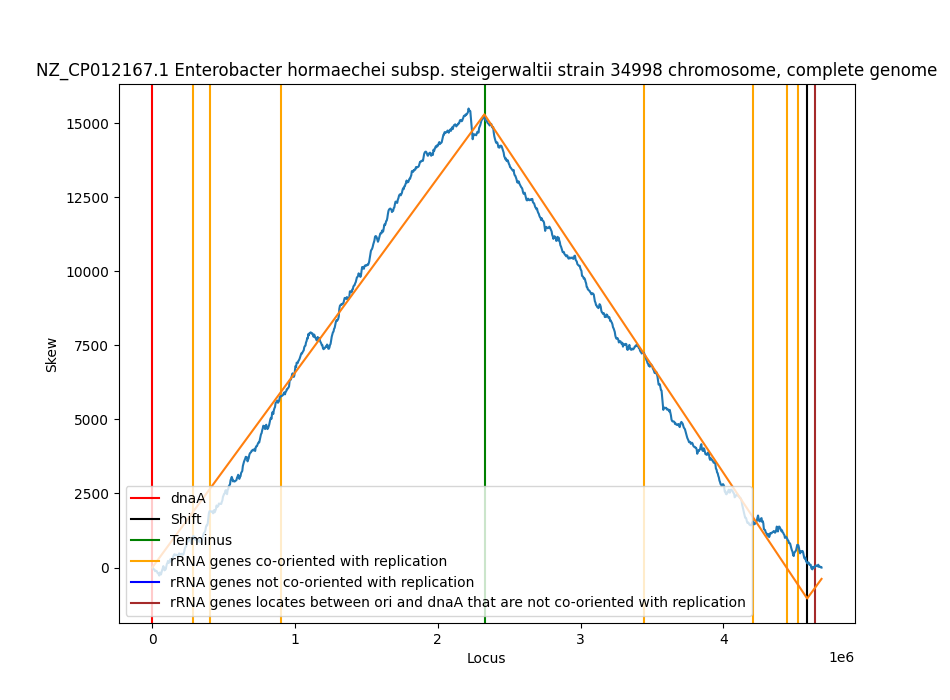 NZ_CP012167.1 Enterobacter hormaechei subsp. steigerwaltii strain 34998 chromosome, complete genome
15000
12500
10000
7500
5000
2500
0
Skew
dnaA
Shift
Terminus
rRNA genes co-oriented with replication
rRNA genes not co-oriented with replication
rRNA genes locates between ori and dnaA that are not co-oriented with replication
0 1 2 3 4
1e6
Locus